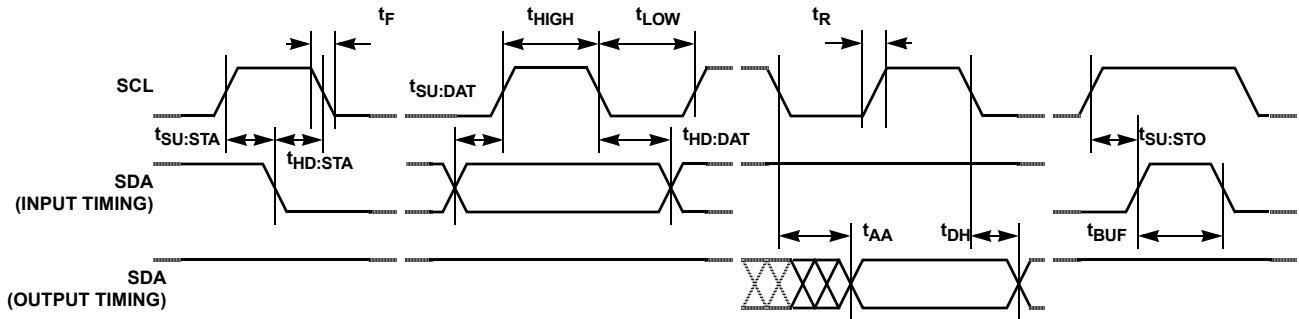 tF
tHIGH
tLOW
tR
SCL
tSU:DAT
tSU:STA
tHD:STA
tHD:DAT
tSU:STO
SDA
(INPUT TIMING)
tAA
tDH
tBUF
SDA
(OUTPUT TIMING)